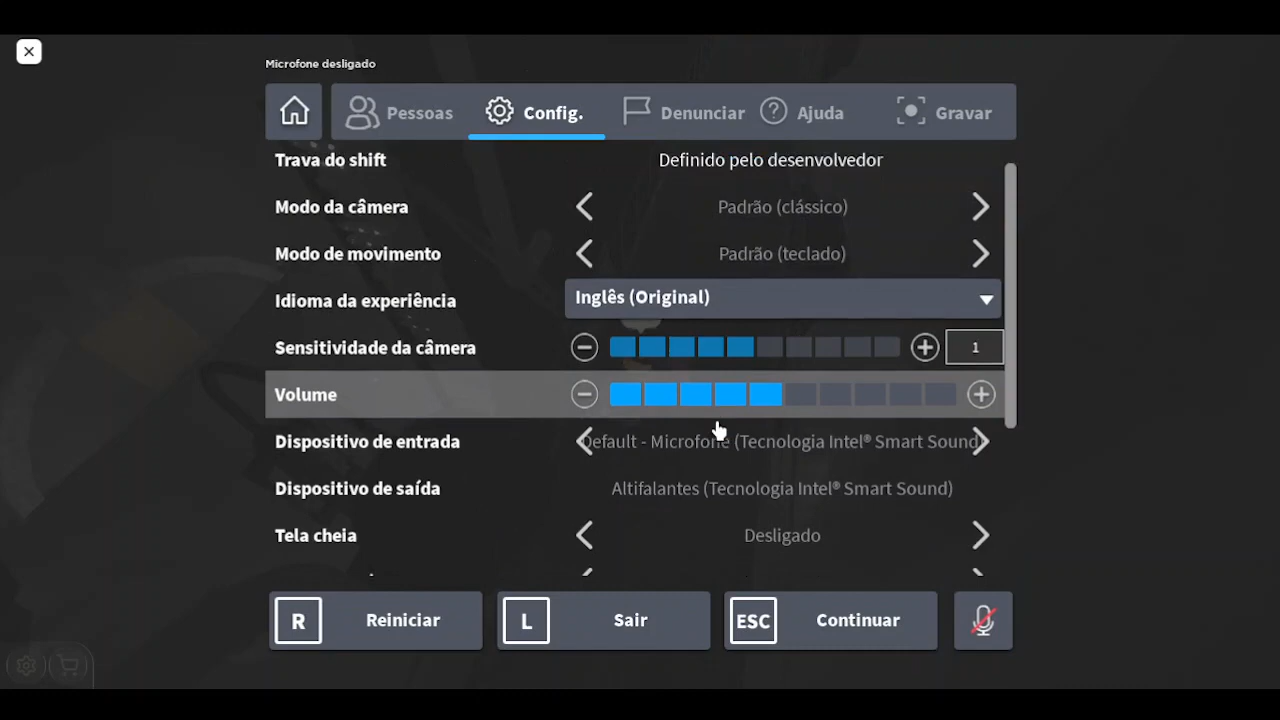 Microfone desligado
Pessoas Config. Denunciar Ajuda Gravar
Trava do shift Definido pelo desenvolvedor
Modo da câmera Padrão (clássico)
Modo de movimento Padrão (teclado)
Idioma da experiência Inglês (Original)
Sensitividade da câmera 1
Volume
Dispositivo de entrada Default - Microfone (Tecnologia Intel® Smart Sound)
Dispositivo de saída Altifalantes (Tecnologia Intel® Smart Sound)
Tela cheia Desligado
R Reiniciar L Sair ESC Continuar